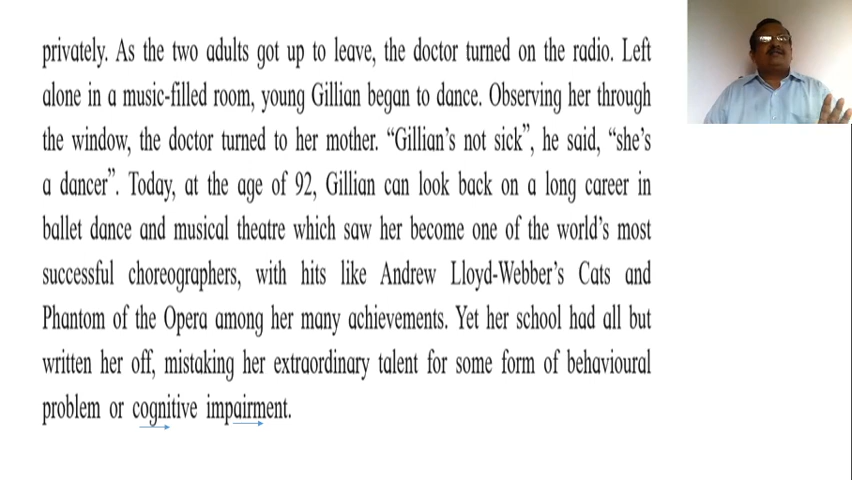 privately. As the two adults got up to leave, the doctor turned on the radio. Left
alone in a music-filled room, young Gillian began to dance. Observing her through
the window, the doctor turned to her mother. “Gillian’s not sick”, he said, “she’s
a dancer”. Today, at the age of 92, Gillian can look back on a long career in
ballet dance and musical theatre which saw her become one of the world’s most
successful choreographers, with hits like Andrew Lloyd-Webber’s Cats and
Phantom of the Opera among her many achievements. Yet her school had all but
written her off, mistaking her extraordinary talent for some form of behavioural
problem or cognitive impairment.